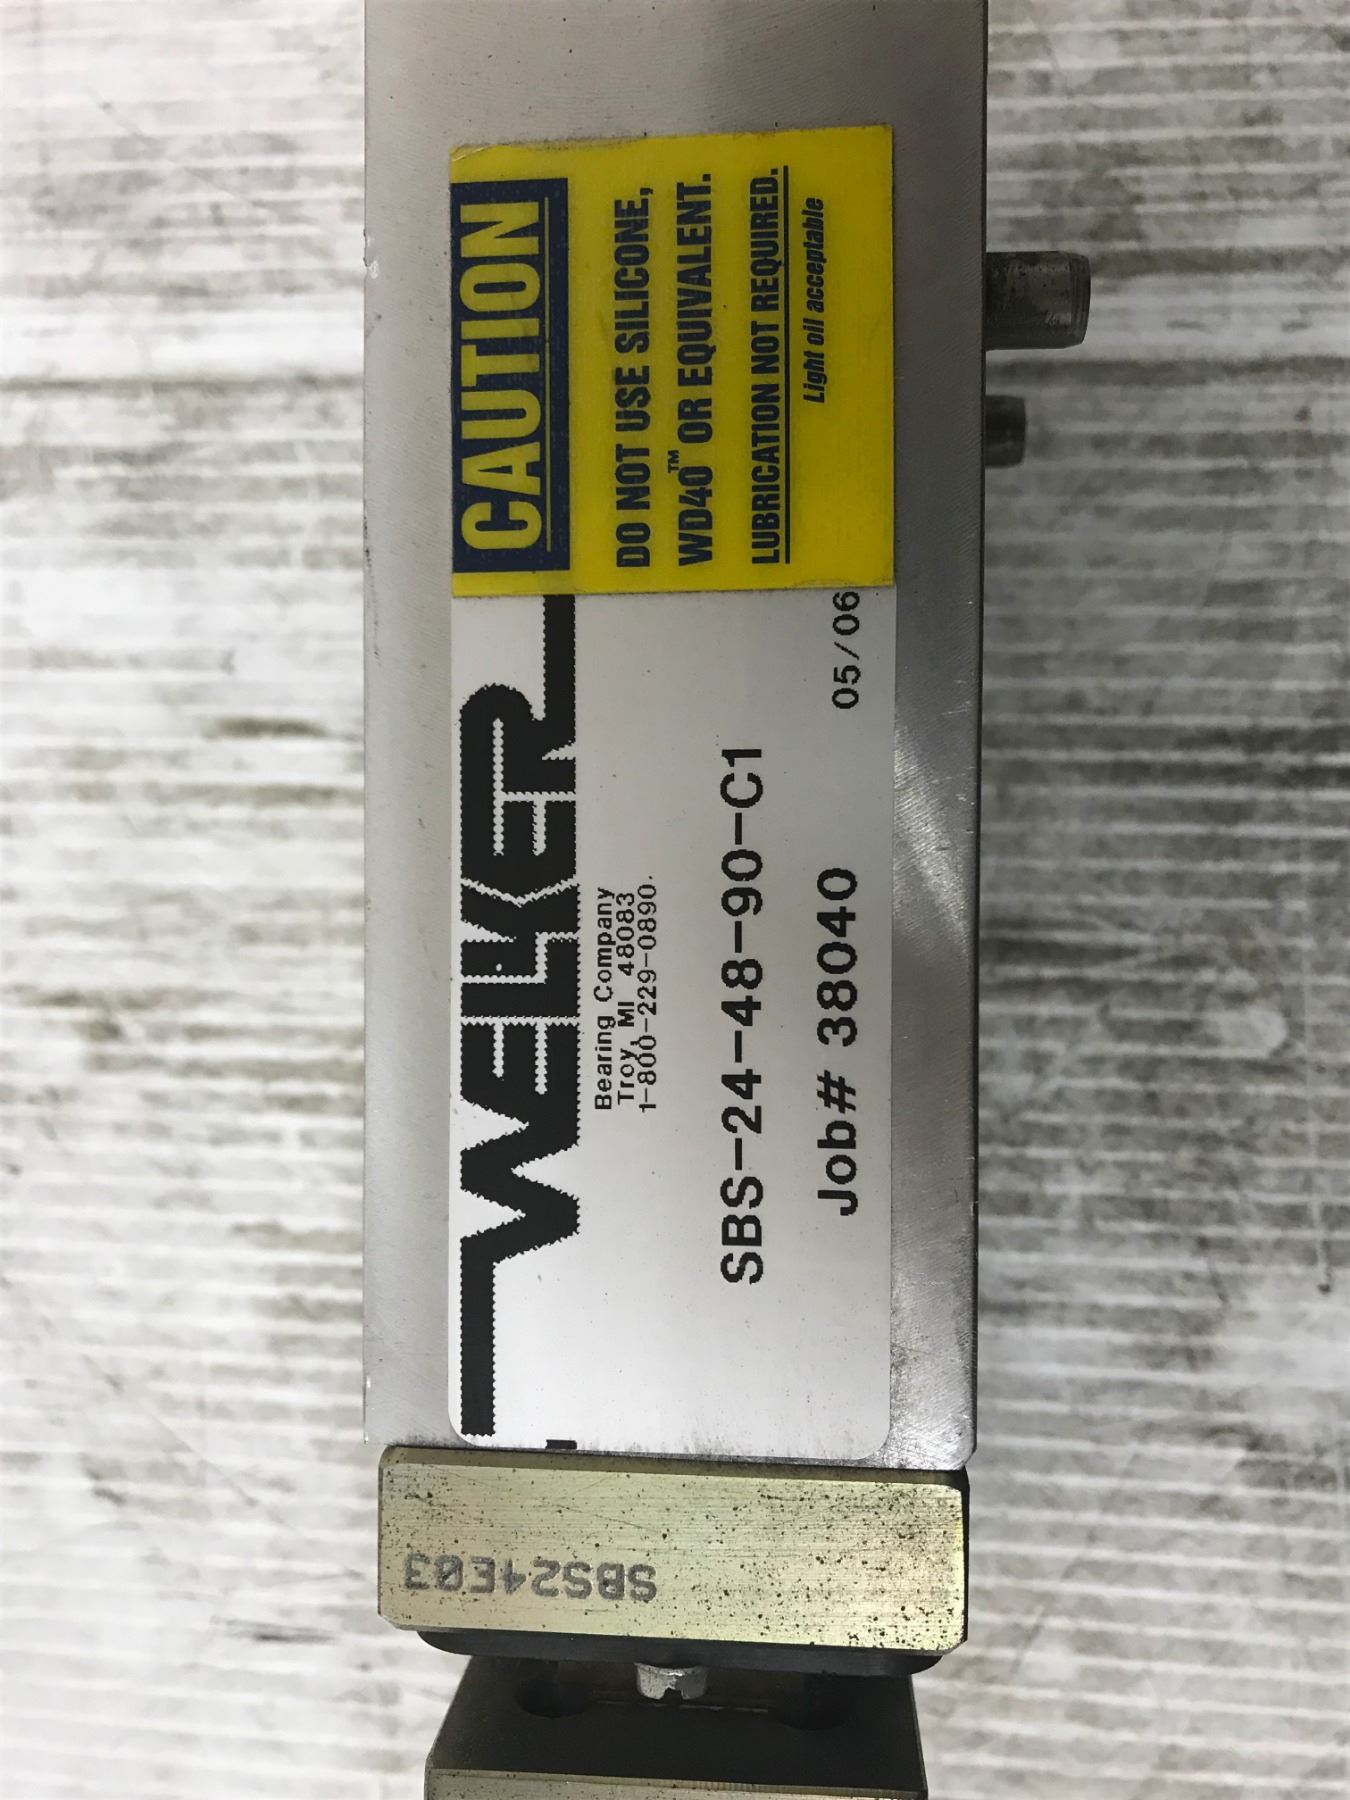 WELKER
Bearing Company
Troy, MI 48083
1-800-229-0890.
SBS-24-48-90-C1
Job# 38040
05/06
CAUTION
DO NOT USE SILICONE,
WD40™ OR EQUIVALENT.
LUBRICATION NOT REQUIRED.
Light oil acceptable
SBS24E03